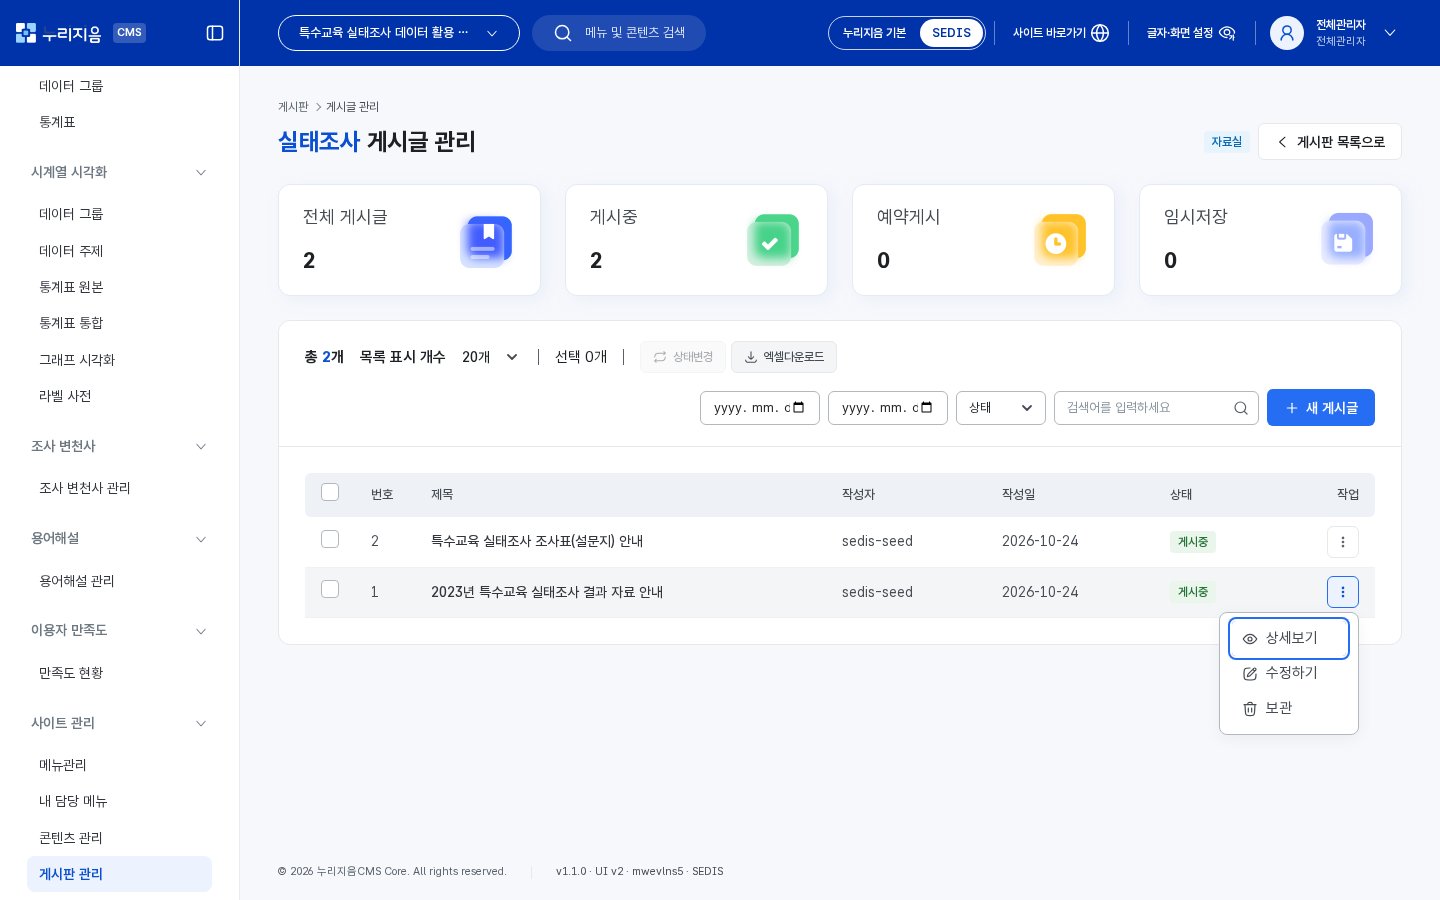 누리지음 CMS
특수교육 실태조사 데이터 활용 ···
메뉴 및 콘텐츠 검색
누리지음 기본 SEDIS
사이트 바로가기
글자·화면 설정
전체관리자
전체관리자
데이터 그룹
통계표
시계열 시각화
데이터 그룹
데이터 주제
통계표 원본
통계표 통합
그래프 시각화
라벨 사전
조사 변천사
조사 변천사 관리
용어해설
용어해설 관리
이용자 만족도
만족도 현황
사이트 관리
메뉴관리
내 담당 메뉴
콘텐츠 관리
게시판 관리
게시판 > 게시글 관리
실태조사 게시글 관리
자료실
게시판 목록으로
전체 게시글
2
게시중
2
예약게시
0
임시저장
0
총 2개 목록 표시 개수 20개 선택 0개 상태변경 엑셀다운로드
yyyy. mm. d yyyy. mm. d 상태 검색어를 입력하세요 새 게시글
번호 제목 작성자 작성일 상태 작업
2 특수교육 실태조사 조사표(설문지) 안내 sedis-seed 2026-10-24 게시중
1 2023년 특수교육 실태조사 결과 자료 안내 sedis-seed 2026-10-24 게시중
상세보기
수정하기
보관
© 2026 누리지음CMS Core. All rights reserved. v1.1.0 · UI v2 · mwevlns5 · SEDIS